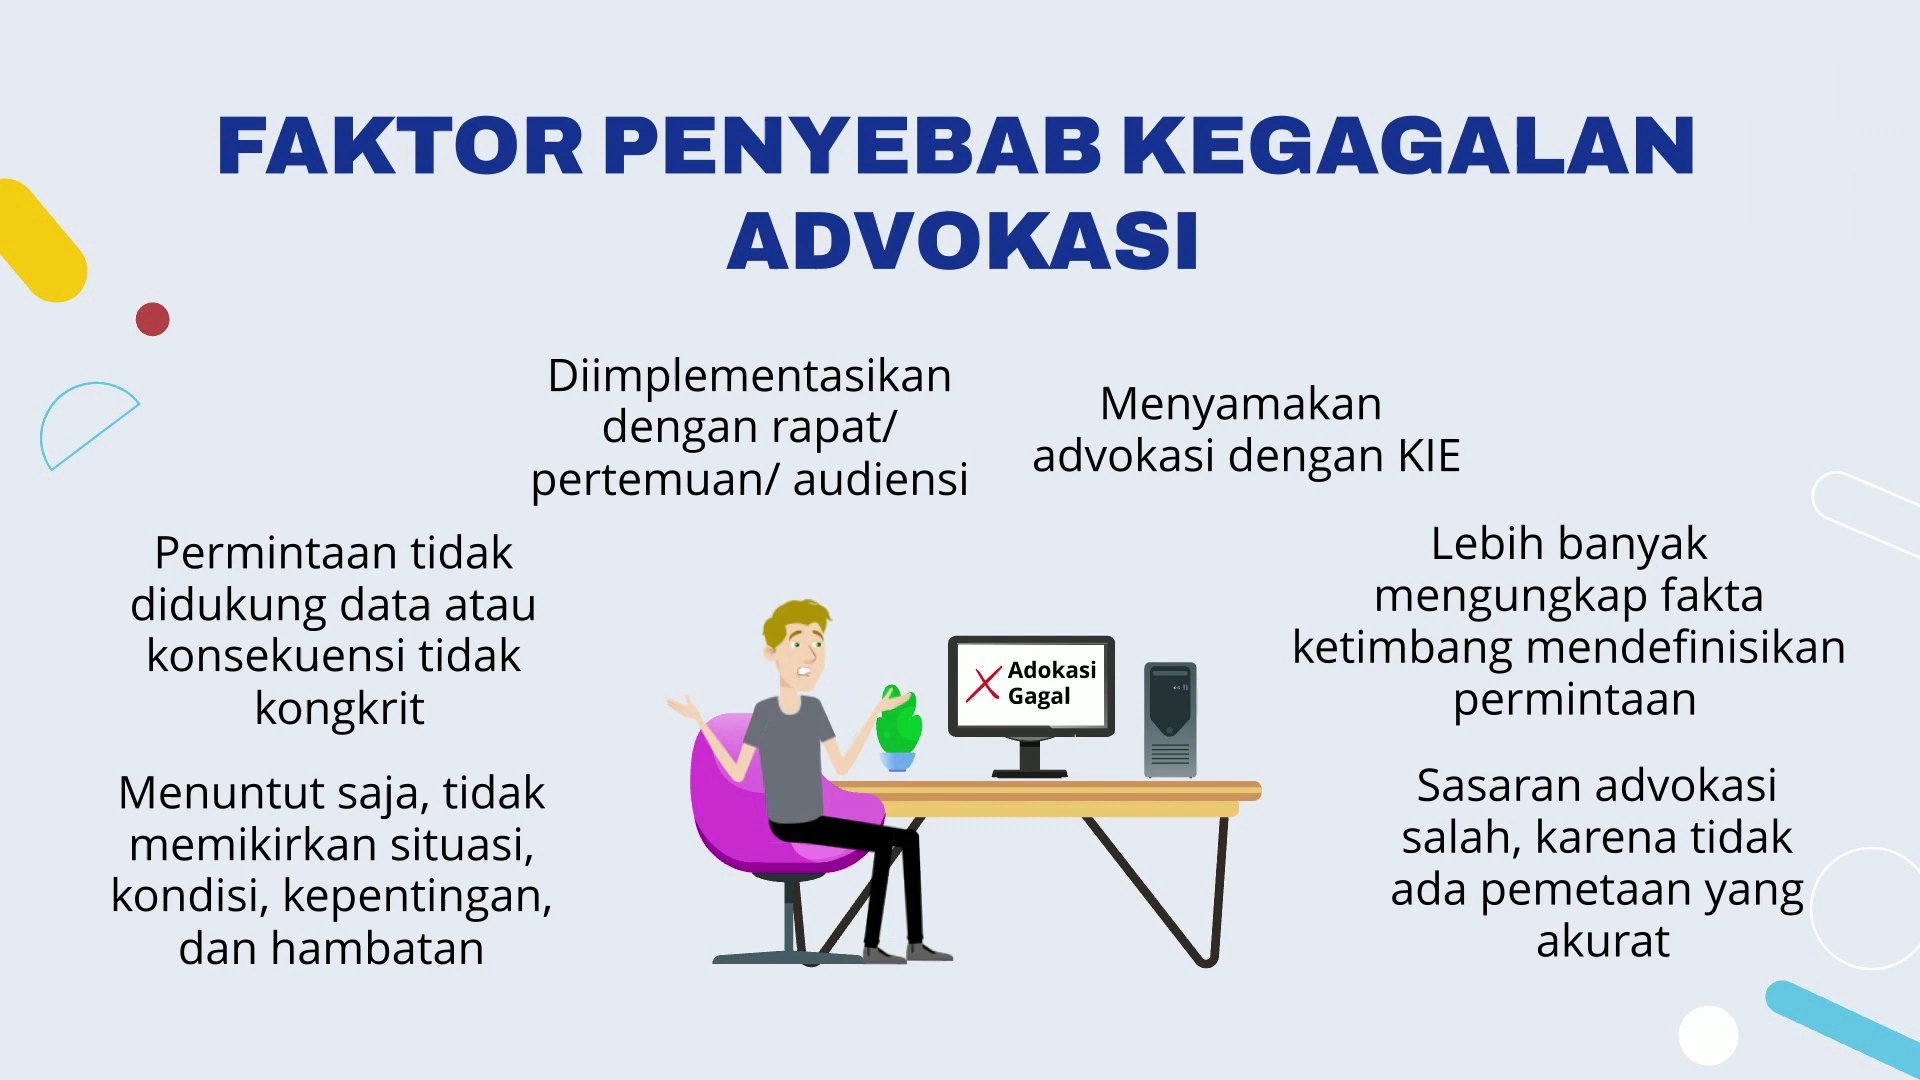 FAKTOR PENYEBAB KEGAGALAN
ADVOKASI
Diimplementasikan
dengan rapat/
pertemuan/ audiensi
Menyamakan
advokasi dengan KIE
Permintaan tidak
didukung data atau
konsekuensi tidak
kongkrit
Lebih banyak
mengungkap fakta
ketimbang mendefinisikan
permintaan
Adokasi
Gagal
Menuntut saja, tidak
memikirkan situasi,
kondisi, kepentingan,
dan hambatan
Sasaran advokasi
salah, karena tidak
ada pemetaan yang
akurat